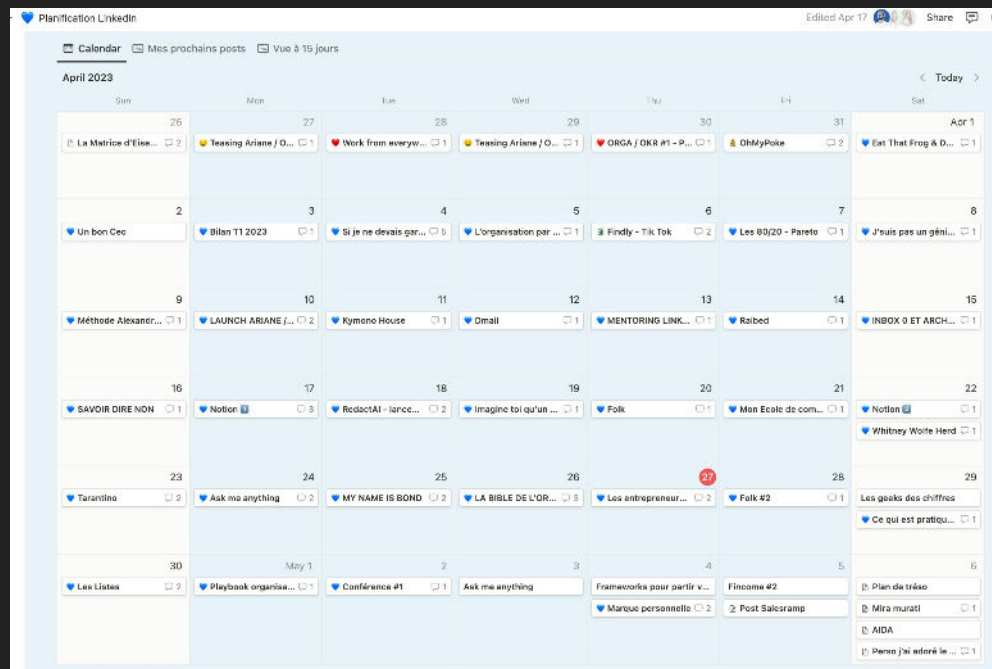 Planification LinkedIn
Edited Apr 17
Share
Calendar Mes prochains posts Vue à 15 jours
April 2023
Today
Sun Mon Tue Wed Thu Fri Sat
26 27 28 29 30 31 Apr 1
La Matrice d'Eise... 2 Teasing Ariane / O... 1 Work from everyw... 1 Teasing Ariane / O... 1 ORGA / OKR #1 - P... 1 OhMyPoke 2 Eat That Frog & D... 1
2 3 4 5 6 7 8
Un bon Ceo Bilan T1 2023 1 Si je ne devais gar... 5 L'organisation par ... 1 Findly - Tik Tok 2 Les 80/20 - Pareto 1 J'suis pas un géni... 1
9 10 11 12 13 14 15
Méthode Alexandr... 1 LAUNCH ARIANE /... 2 Kymono House 1 1 MENTORING LINK... 1 Raibed 1 INBOX 0 ET ARCH... 1
16 17 18 19 20 21 22
SAVOIR DIRE NON 1 Notion 3 RedactAI - lance... 2 Imagine toi qu'un ... 1 Folk 1 Mon Ecole de com... 1 Notion 1
Whitney Wolfe Herd 1
23 24 25 26 27 28 29
Tarantino 2 Ask me anything 2 MY NAME IS BOND 2 LA BIBLE DE L'OR... 3 Les entrepreneur... 2 Folk #2 1 Les geeks des chiffres
Ce qui est pratiqu... 1
30 May 1 2 3 4 5 6
Les Listes 2 Playbook organisa... 1 Conférence #1 1 Ask me anything Frameworks pour partir v... Fincome #2 Plan de tréso
Marque personnelle 2 Post Salesramp Mira murati 1
AIDA
Perso j'ai adoré le ... 1